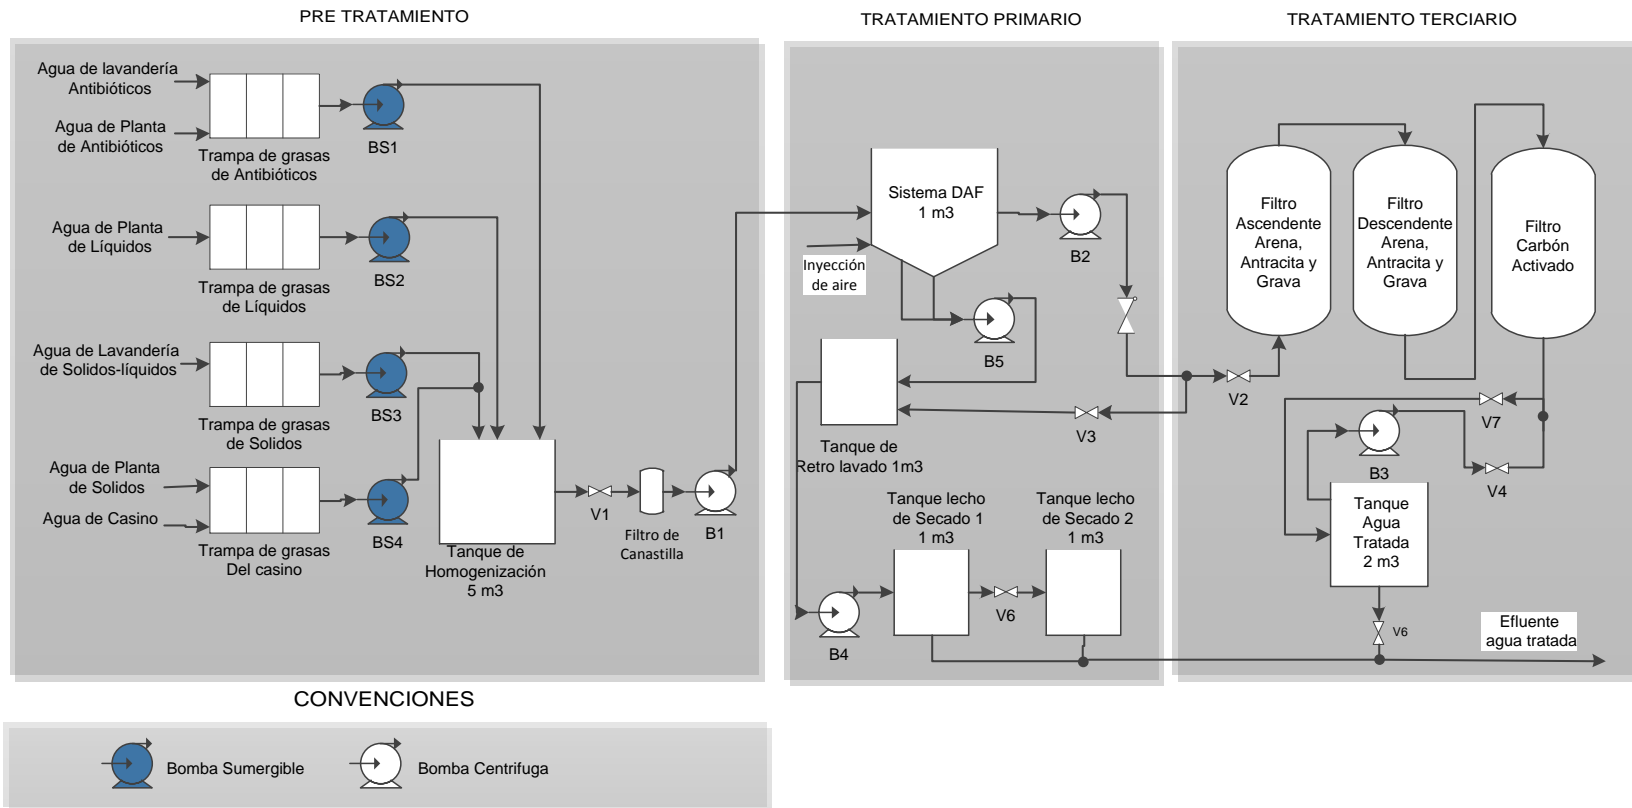 PRE TRATAMIENTO
Agua de lavandería
Antibióticos
Agua de Planta
de Antibióticos
Trampa de grasas
de Antibióticos
BS1
Agua de Planta
de Líquidos
Trampa de grasas
de Líquidos
BS2
Agua de Lavandería
de Solidos-líquidos
Trampa de grasas
de Solidos
BS3
Agua de Planta
de Solidos
Agua de Casino
Trampa de grasas
Del casino
BS4
Tanque de
Homogenización
5 m3
V1
Filtro de
Canastilla
B1
TRATAMIENTO PRIMARIO
Sistema DAF
1 m3
Inyección
de aire
B2
B5
Tanque de
Retro lavado 1m3
V3
Tanque lecho
de Secado 1
1 m3
Tanque lecho
de Secado 2
1 m3
V6
B4
TRATAMIENTO TERCIARIO
Filtro
Ascendente
Arena,
Antracita y
Grava
Filtro
Descendente
Arena,
Antracita y
Grava
Filtro
Carbón
Activado
V2
V7
B3
V4
Tanque
Agua
Tratada
2 m3
V6
Efluente
agua tratada
CONVENCIONES
Bomba Sumergible
Bomba Centrifuga